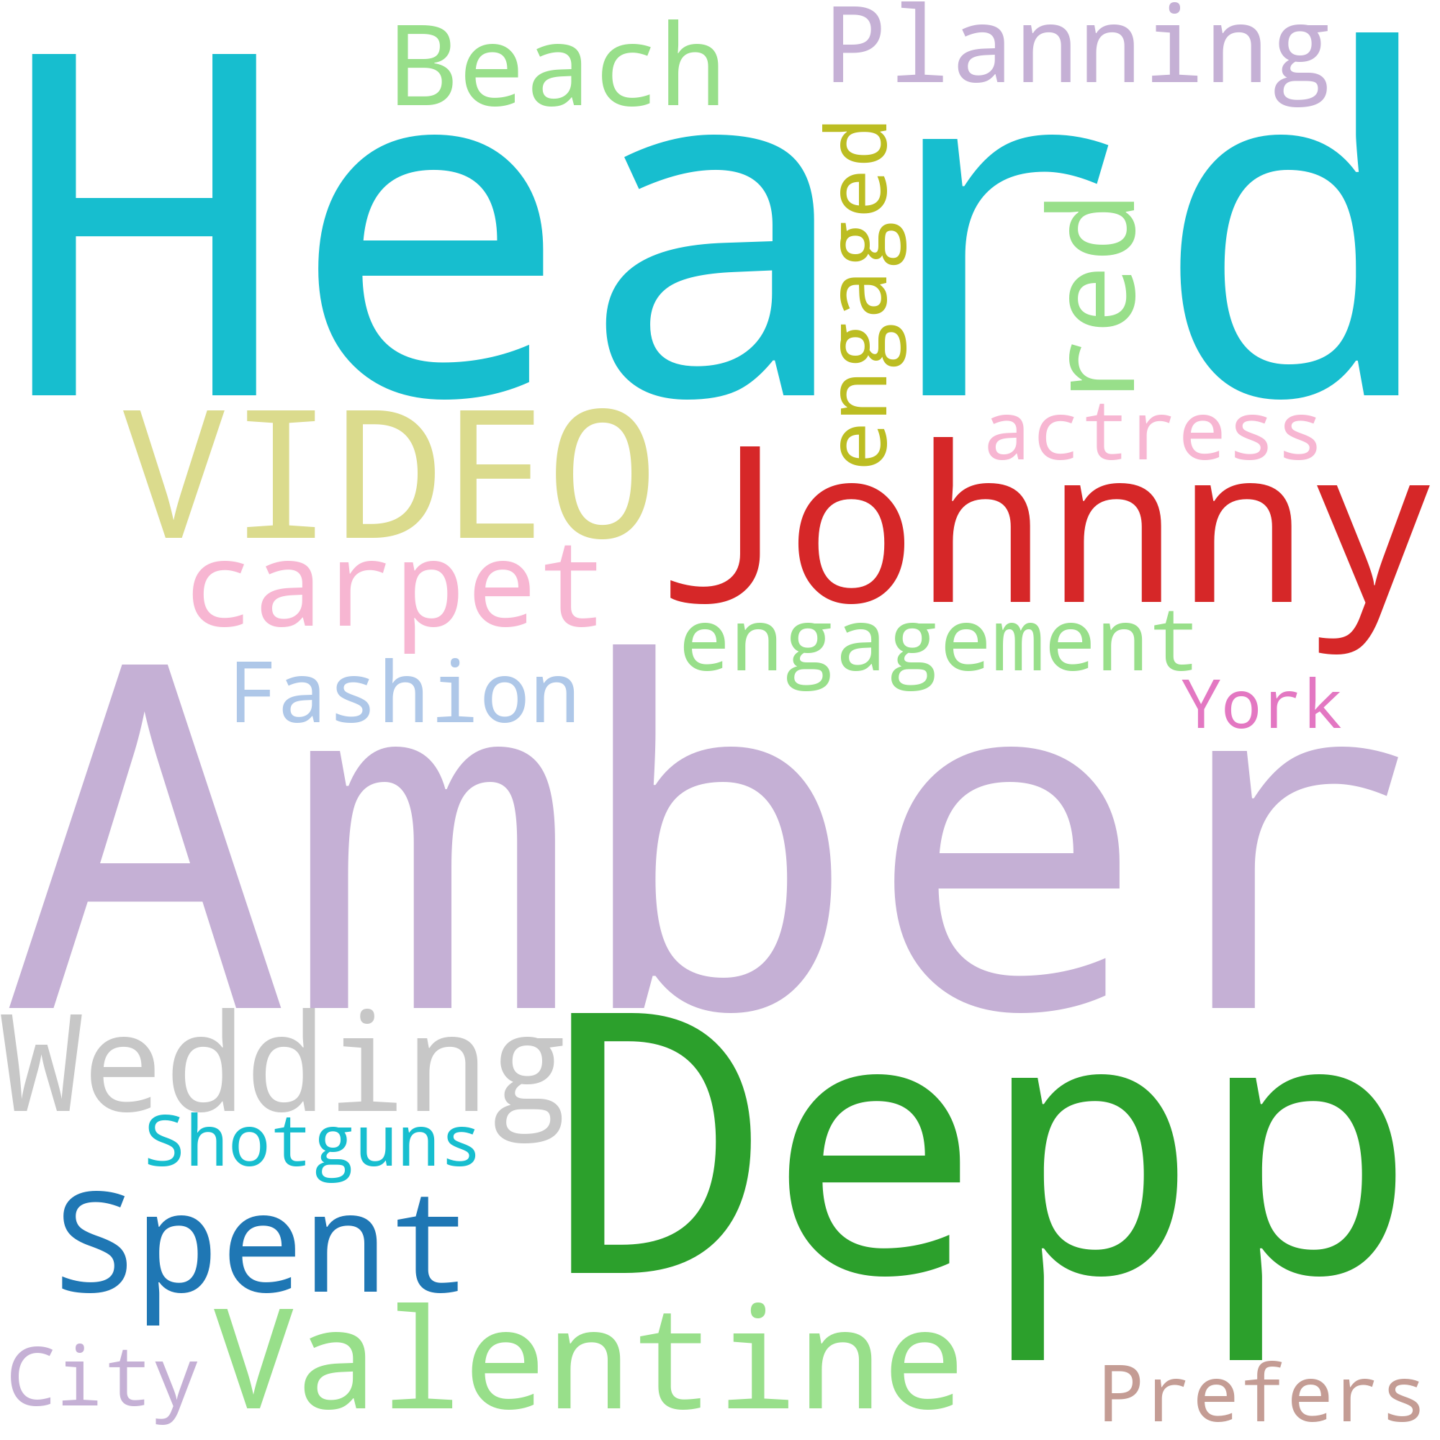 Beach
Planning
Heard
engaged
red
VIDEO
actress
Johnny
carpet
engagement
Fashion
York
Amber
Wedding
Depp
Shotguns
Spent
Valentine
City
Prefers